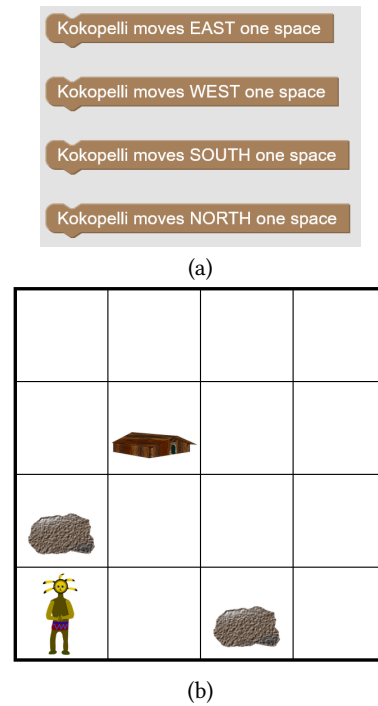 Kokopelli moves EAST one space
Kokopelli moves WEST one space
Kokopelli moves SOUTH one space
Kokopelli moves NORTH one space
(a)
(b)